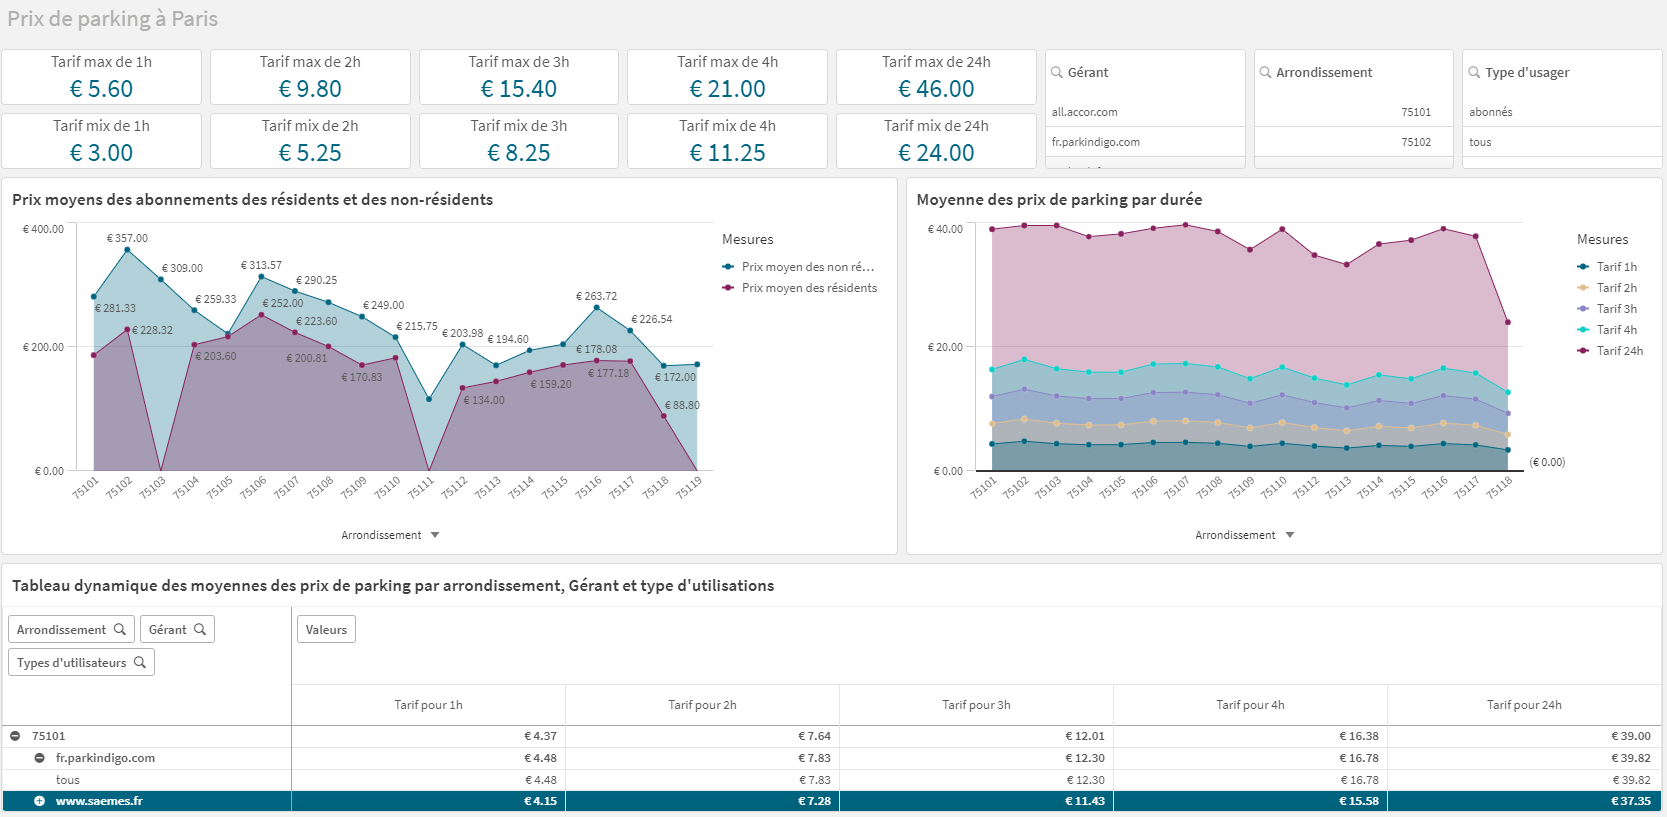 Prix de parking à Paris
Tarif max de 1h
€ 5.60
Tarif max de 2h
€ 9.80
Tarif max de 3h
€ 15.40
Tarif max de 4h
€ 21.00
Tarif max de 24h
€ 46.00
Tarif mix de 1h
€ 3.00
Tarif mix de 2h
€ 5.25
Tarif mix de 3h
€ 8.25
Tarif mix de 4h
€ 11.25
Tarif mix de 24h
€ 24.00
Gérant
all.accor.com
fr.parkindigo.com
Arrondissement
75101
75102
Type d'usager
abonnés
tous
Prix moyens des abonnements des résidents et des non-résidents
€ 400.00
€ 200.00
€ 0.00
€ 357.00
€ 309.00
€ 281.33
€ 259.33
€ 228.32
€ 203.60
€ 313.57
€ 252.00
€ 290.25
€ 223.60
€ 200.81
€ 249.00
€ 170.83
€ 215.75
€ 203.98
€ 134.00
€ 194.60
€ 159.20
€ 263.72
€ 178.08
€ 177.18
€ 226.54
€ 172.00
€ 88.80
75101
75102
75103
75104
75105
75106
75107
75108
75109
75110
75111
75112
75113
75114
75115
75116
75117
75118
75119
Arrondissement
Mesures
Prix moyen des non ré...
Prix moyen des résidents
Moyenne des prix de parking par durée
€ 40.00
€ 20.00
€ 0.00
(€ 0.00)
75101
75102
75103
75104
75105
75106
75107
75108
75109
75110
75112
75113
75114
75115
75116
75117
75118
Arrondissement
Mesures
Tarif 1h
Tarif 2h
Tarif 3h
Tarif 4h
Tarif 24h
Tableau dynamique des moyennes des prix de parking par arrondissement, Gérant et type d'utilisations
Arrondissement
Gérant
Types d'utilisateurs
Valeurs
Tarif pour 1h Tarif pour 2h Tarif pour 3h Tarif pour 4h Tarif pour 24h
75101 € 4.37 € 7.64 € 12.01 € 16.38 € 39.00
fr.parkindigo.com € 4.48 € 7.83 € 12.30 € 16.78 € 39.82
tous € 4.48 € 7.83 € 12.30 € 16.78 € 39.82
www.saemes.fr € 4.15 € 7.28 € 11.43 € 15.58 € 37.35